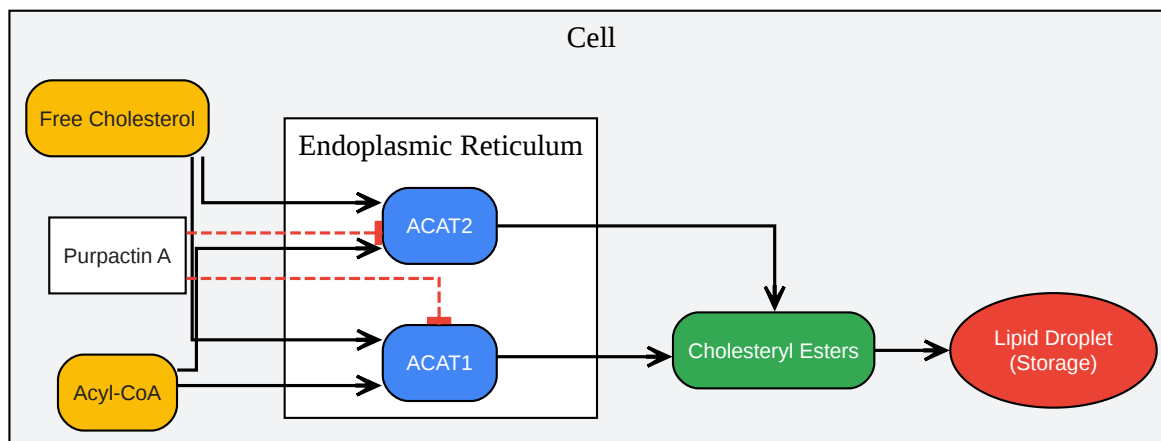 Cell
Free Cholesterol
Endoplasmic Reticulum
ACAT2
Purpactin A
ACAT1
Cholesteryl Esters
Lipid Droplet
(Storage)
Acyl-CoA